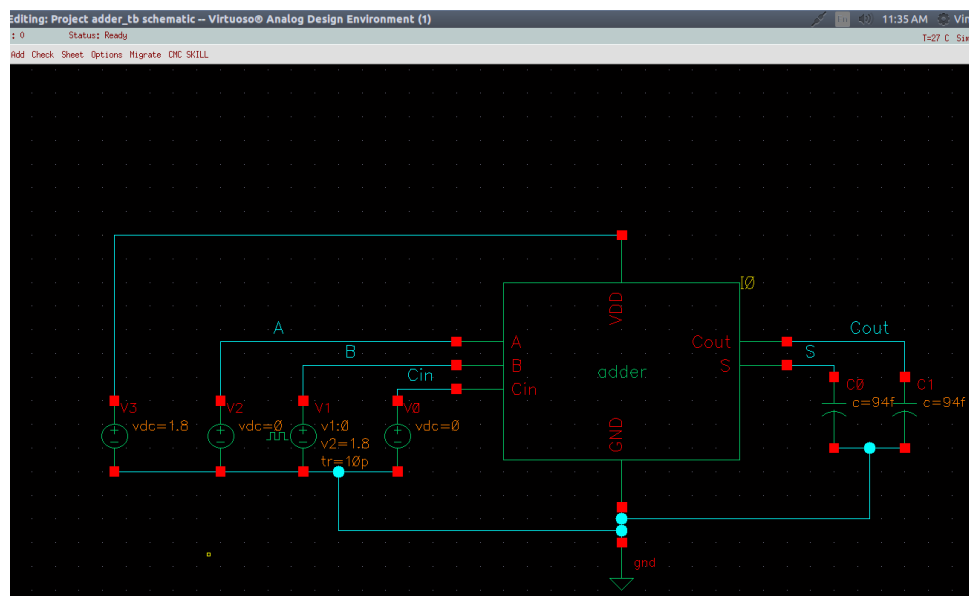 Editing: Project adder_tb schematic -- Virtuoso® Analog Design Environment (1)
11:35 AM
: 0 Status: Ready
T=27 C
Add Check Sheet Options Migrate CMC SKILL
I0
VDD
A
Cout
A
Cout
B
S
B
S
adder
Cin
Cin
C0
C1
V3
V2
V1
V0
c=94f
c=94f
vdc=1.8
vdc=0
v1:0
vdc=0
v2=1.8
tr=10p
GND
gnd